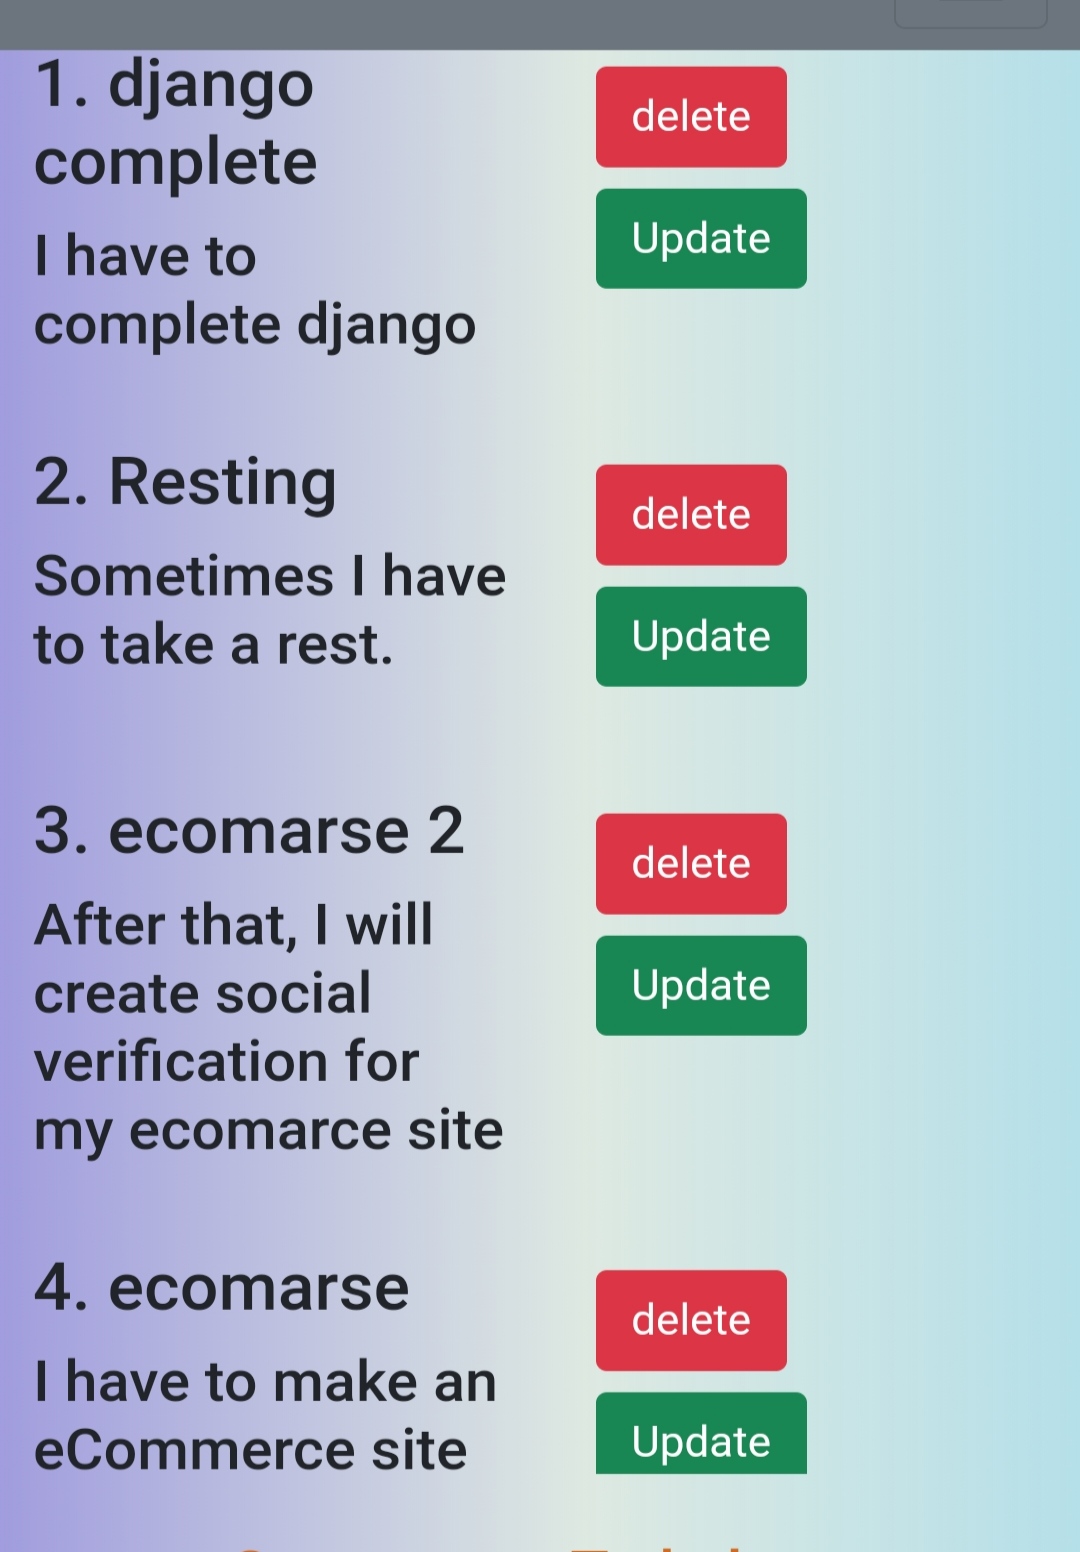 1. django
complete
delete
Update
I have to
complete django
2. Resting
delete
Update
Sometimes I have
to take a rest.
3. ecomarse 2
delete
Update
After that, I will
create social
verification for
my ecomarce site
4. ecomarse
delete
Update
I have to make an
eCommerce site